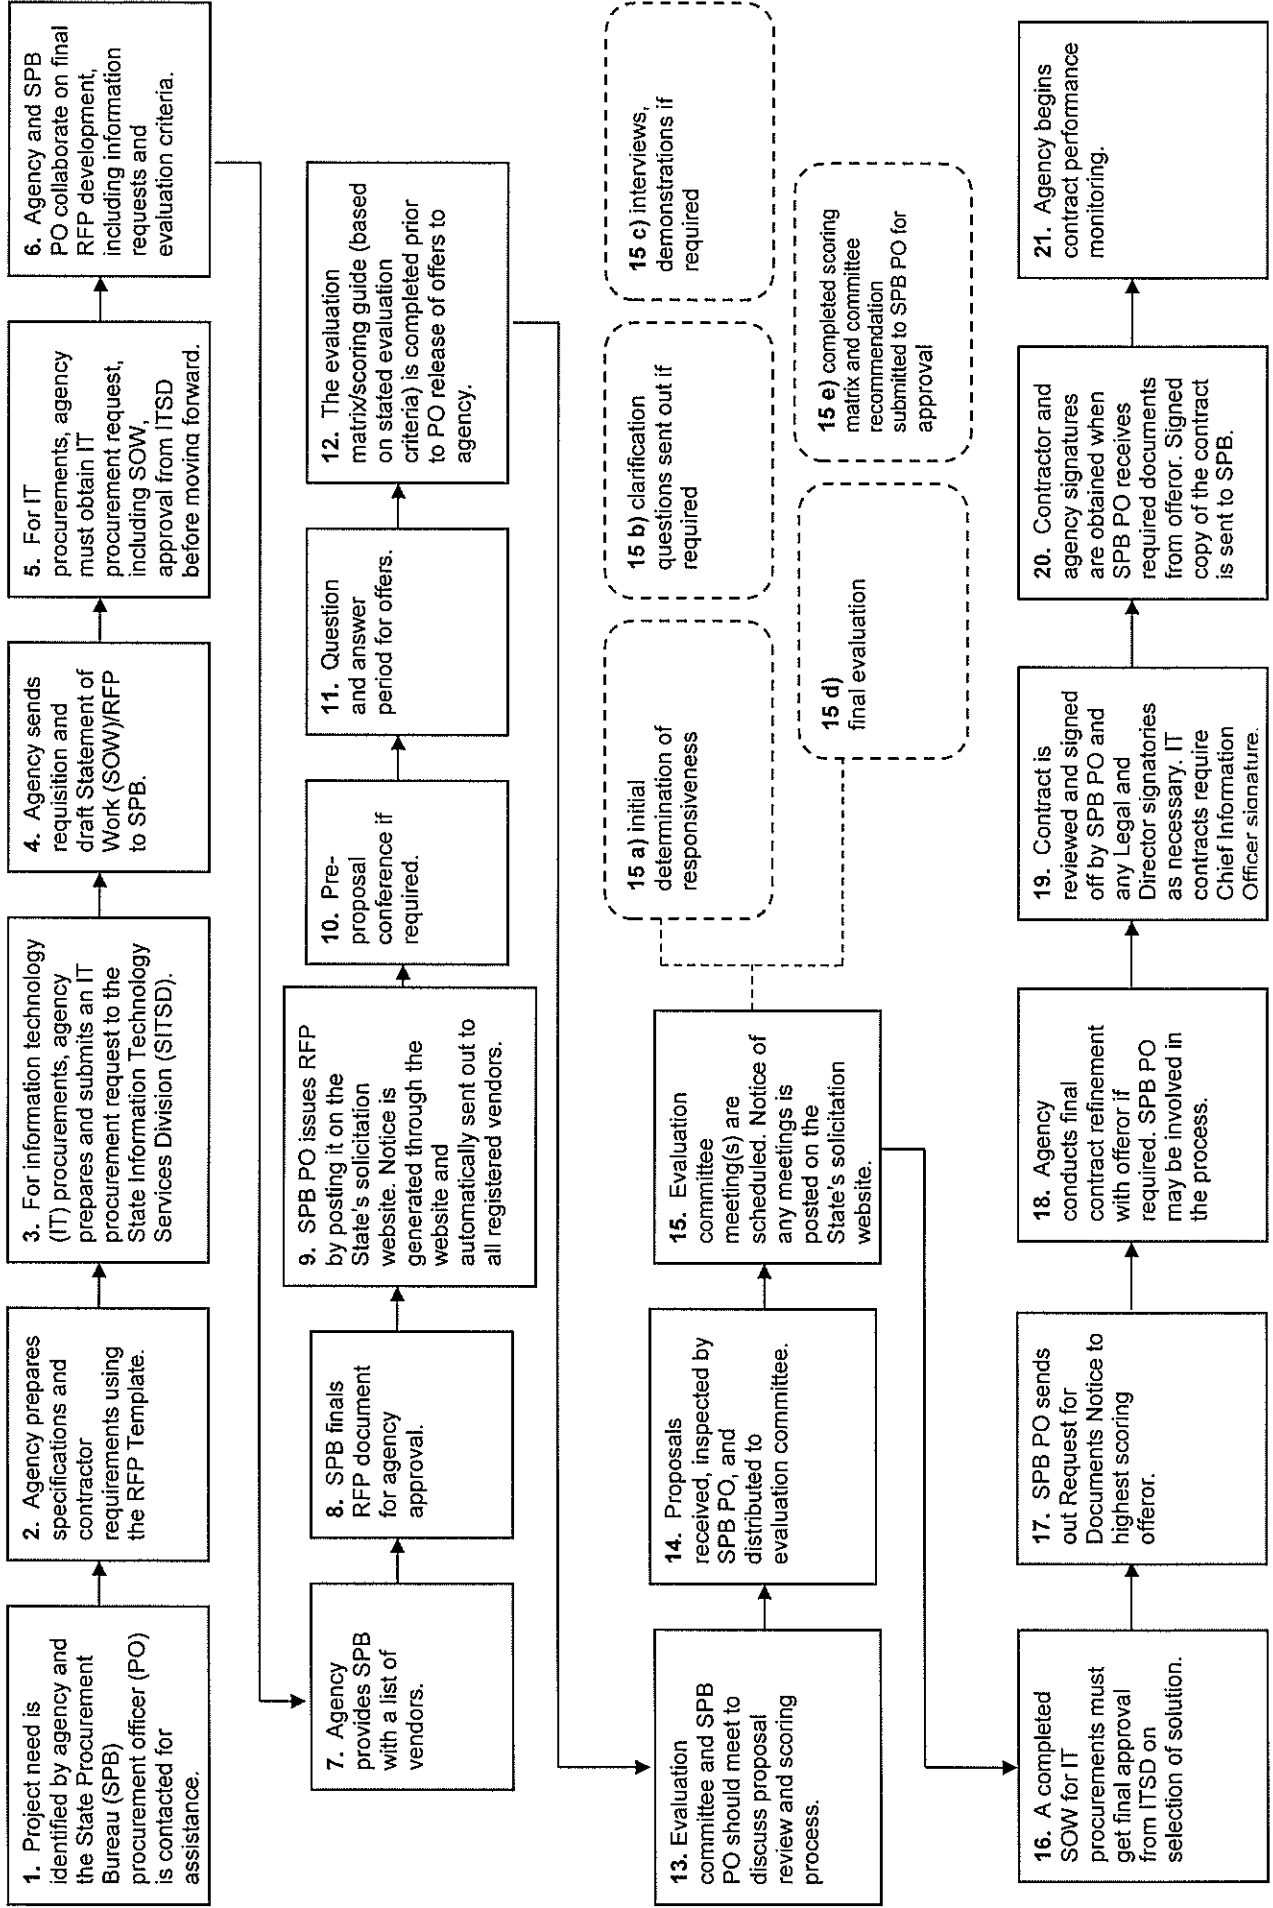 1. Project need is
identified by agency and
the State Procurement
Bureau (SPB)
procurement officer (PO)
is contacted for
assistance.
2. Agency prepares
specifications and
contractor
requirements using
the RFP Template.
3. For information technology
(IT) procurements, agency
prepares and submits an IT
procurement request to the
State Information Technology
Services Division (SITSD).
4. Agency sends
requisition and
draft Statement of
Work (SOW)/RFP
to SPB.
5. For IT
procurements, agency
must obtain IT
procurement request,
including SOW,
approval from ITSD
before moving forward.
6. Agency and SPB
PO collaborate on final
RFP development,
including information
requests and
evaluation criteria.
7. Agency
provides SPB
with a list of
vendors.
8. SPB finals
RFP document
for agency
approval.
9. SPB PO issues RFP
by posting it on the
State's solicitation
website. Notice is
generated through the
website and
automatically sent out to
all registered vendors.
10. Pre-
proposal
conference if
required.
11. Question
and answer
period for offers.
12. The evaluation
matrix/scoring guide (based
on stated evaluation
criteria) is completed prior
to PO release of offers to
agency.
13. Evaluation
committee and SPB
PO should meet to
discuss proposal
review and scoring
process.
14. Proposals
received, inspected by
SPB PO, and
distributed to
evaluation committee.
15. Evaluation
committee
meeting(s) are
scheduled. Notice of
any meetings is
posted on the
State's solicitation
website.
15 a) initial
determination of
responsiveness
15 b) clarification
questions sent out if
required
15 c) interviews,
demonstrations if
required
15 d)
final evaluation
15 e) completed scoring
matrix and committee
recommendation
submitted to SPB PO for
approval
16. A completed
SOW for IT
procurements must
get final approval
from ITSD on
selection of solution.
17. SPB PO sends
out Request for
Documents Notice to
highest scoring
offeror.
18. Agency
conducts final
contract refinement
with offeror if
required. SPB PO
may be involved in
the process.
19. Contract is
reviewed and signed
off by SPB PO and
any Legal and
Director signatories
as necessary. IT
contracts require
Chief Information
Officer signature.
20. Contractor and
agency signatures
are obtained when
SPB PO receives
required documents
from offeror. Signed
copy of the contract
is sent to SPB.
21. Agency begins
contract performance
monitoring.